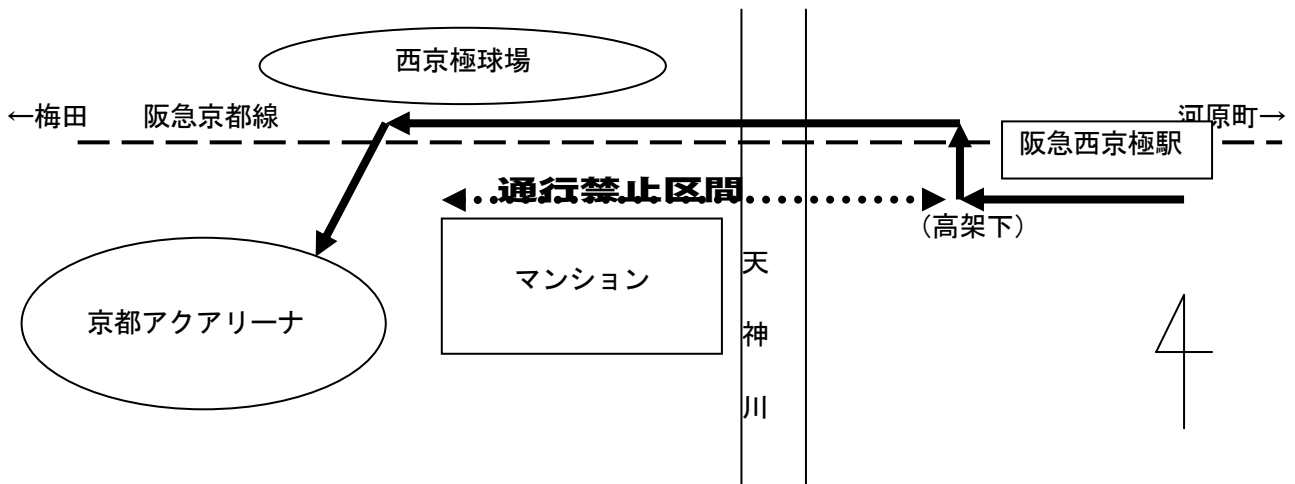 西京極球場
←梅田
阪急京都線
河原町→
阪急西京極駅
通行禁止区間
（高架下）
マンション
天神川
京都アクアリーナ